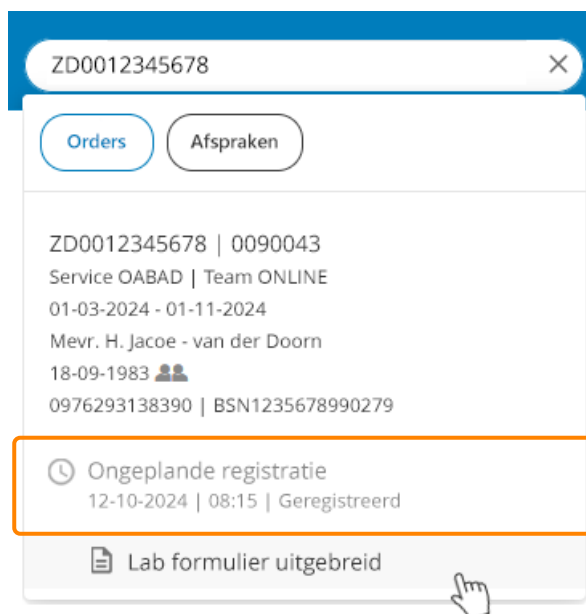 ZD0012345678
Orders
Afspraken
ZD0012345678 | 0090043
Service OABAD | Team ONLINE
01-03-2024 - 01-11-2024
Mevr. H. Jacoe - van der Doorn
18-09-1983
0976293138390 | BSN1235678990279
Ongeplande registratie
12-10-2024 | 08:15 | Geregistreerd
Lab formulier uitgebreid